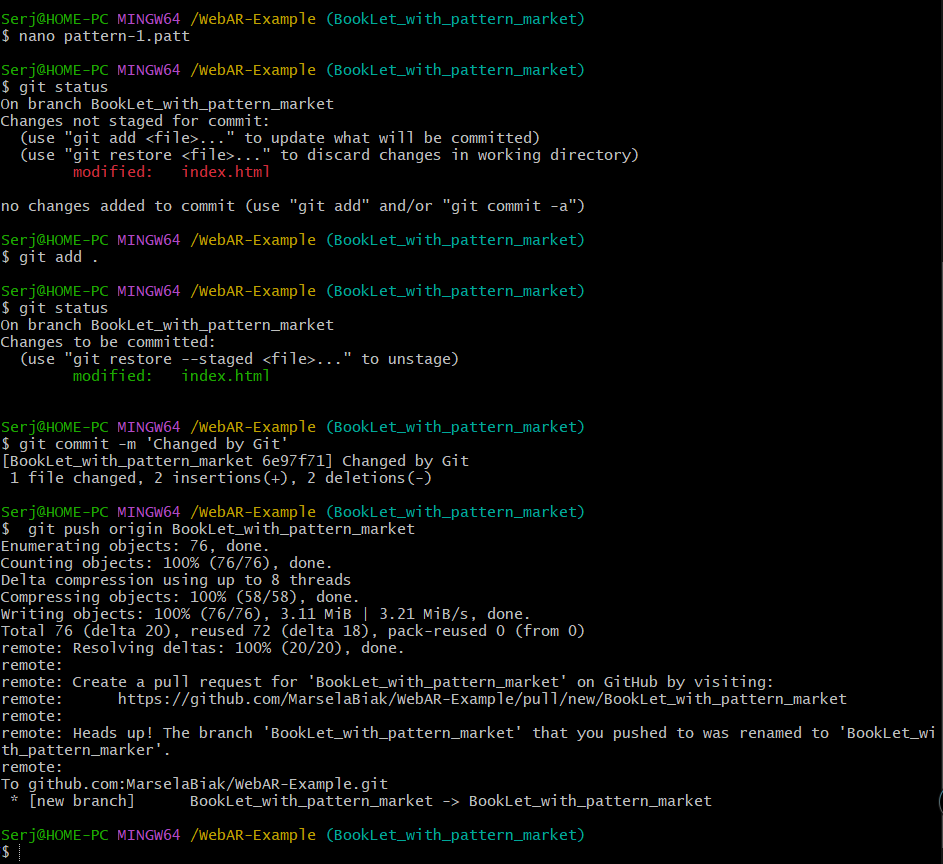 Serj@HOME-PC MINGW64 /WebAR-Example (BookLet_with_pattern_market)
$ nano pattern-1.patt
Serj@HOME-PC MINGW64 /WebAR-Example (BookLet_with_pattern_market)
$ git status
On branch BookLet_with_pattern_market
Changes not staged for commit:
  (use "git add <file>..." to update what will be committed)
  (use "git restore <file>..." to discard changes in working directory)
        modified:   index.html
no changes added to commit (use "git add" and/or "git commit -a")
Serj@HOME-PC MINGW64 /WebAR-Example (BookLet_with_pattern_market)
$ git add .
Serj@HOME-PC MINGW64 /WebAR-Example (BookLet_with_pattern_market)
$ git status
On branch BookLet_with_pattern_market
Changes to be committed:
  (use "git restore --staged <file>..." to unstage)
        modified:   index.html
Serj@HOME-PC MINGW64 /WebAR-Example (BookLet_with_pattern_market)
$ git commit -m 'Changed by Git'
[BookLet_with_pattern_market 6e97f71] Changed by Git
 1 file changed, 2 insertions(+), 2 deletions(-)
Serj@HOME-PC MINGW64 /WebAR-Example (BookLet_with_pattern_market)
$  git push origin BookLet_with_pattern_market
Enumerating objects: 76, done.
Counting objects: 100% (76/76), done.
Delta compression using up to 8 threads
Compressing objects: 100% (58/58), done.
Writing objects: 100% (76/76), 3.11 MiB | 3.21 MiB/s, done.
Total 76 (delta 20), reused 72 (delta 18), pack-reused 0 (from 0)
remote: Resolving deltas: 100% (20/20), done.
remote:
remote: Create a pull request for 'BookLet_with_pattern_market' on GitHub by visiting:
remote:      https://github.com/MarselaBiak/WebAR-Example/pull/new/BookLet_with_pattern_market
remote:
remote: Heads up! The branch 'BookLet_with_pattern_market' that you pushed to was renamed to 'BookLet_wi
th_pattern_marker'.
remote:
To github.com:MarselaBiak/WebAR-Example.git
 * [new branch]      BookLet_with_pattern_market -> BookLet_with_pattern_market
Serj@HOME-PC MINGW64 /WebAR-Example (BookLet_with_pattern_market)
$